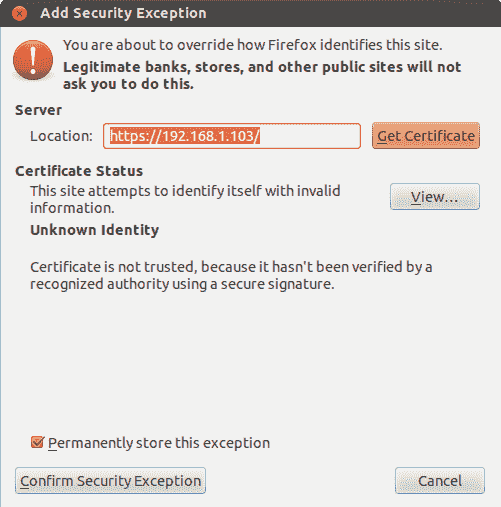 Add Security Exception
You are about to override how Firefox identifies this site.
Legitimate banks, stores, and other public sites will not
ask you to do this.
Server
Location:
https://192.168.1.103/
Get Certificate
Certificate Status
This site attempts to identify itself with invalid
information.
View...
Unknown Identity
Certificate is not trusted, because it hasn't been verified by a
recognized authority using a secure signature.
Permanently store this exception
Confirm Security Exception
Cancel